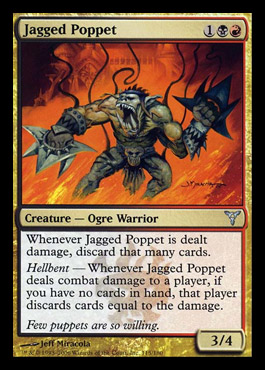 Jagged Poppet 1
Creature — Ogre Warrior
Whenever Jagged Poppet is dealt
damage, discard that many cards.
Hellbent — Whenever Jagged Poppet
deals combat damage to a player, if
you have no cards in hand, that player
discards cards equal to the damage.
Few puppets are so willing.
Jeff Miracola
3/4